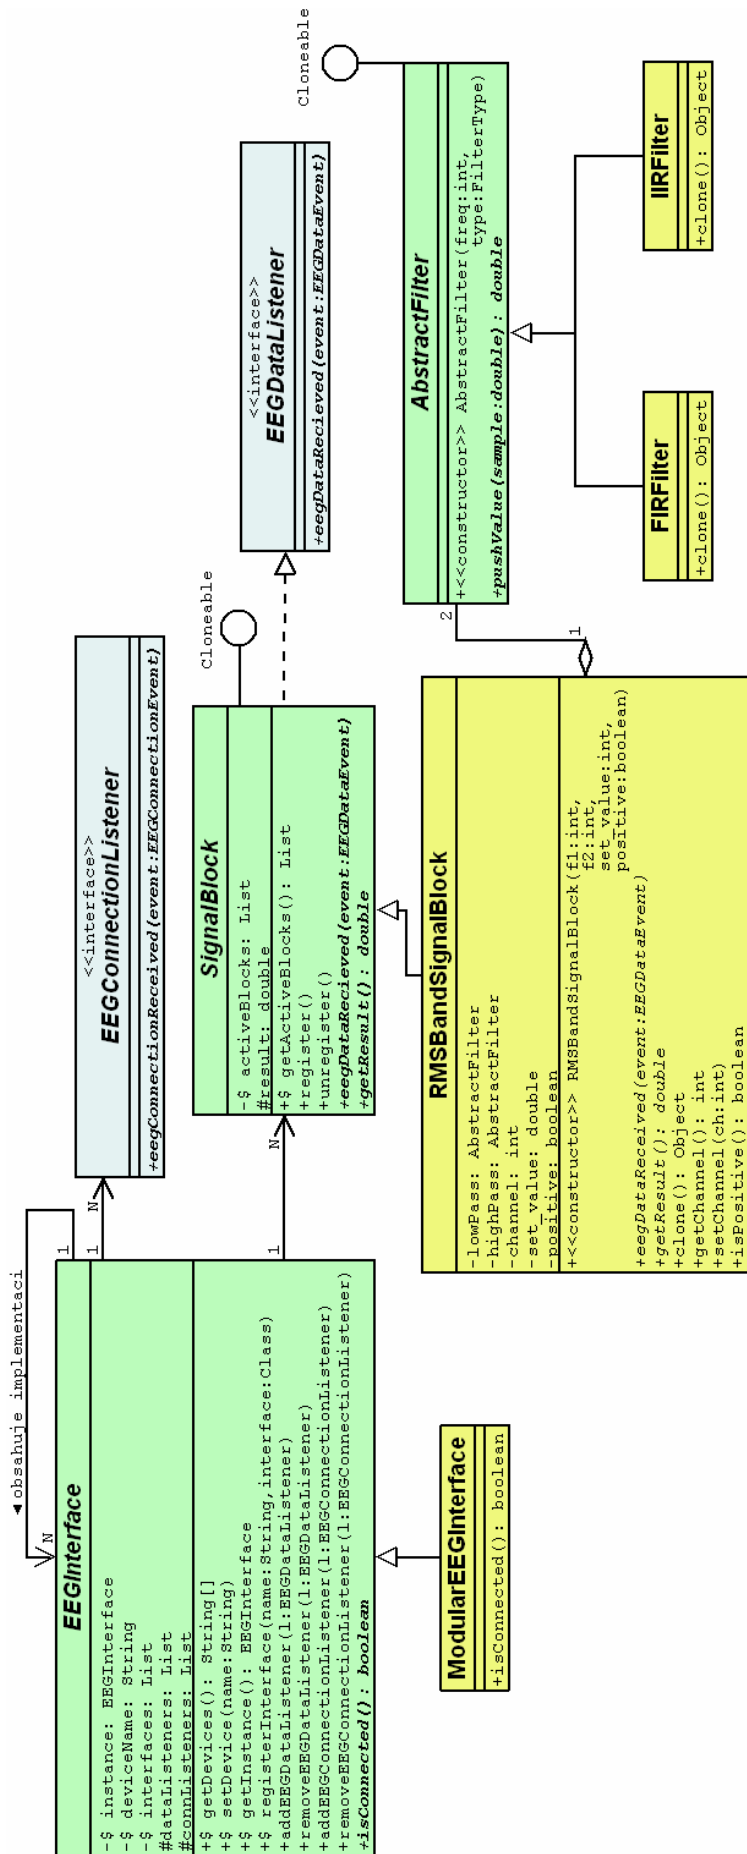 ◄ obsahuje implementaci
N
1
EEGInterface
-$ instance: EEGInterface
-$ deviceName: String
-$ interfaces: List
#dataListeners: List
#connListeners: List
+$ getDevices(): String[]
+$ setDevice(name:String)
+$ getInstance(): EEGInterface
+$ registerInterface(name:String,interface:Class)
+addEEGDataListener(l:EEGDataListener)
+removeEEGDataListener(l:EEGDataListener)
+addEEGConnectionListener(l:EEGConnectionListener)
+removeEEGConnectionListener(l:EEGConnectionListener)
+isConnected(): boolean
1
N
1
N
<<interface>>
EEGConnectionListener
+eegConnectionReceived(event:EEGConnectionEvent)
Cloneable
SignalBlock
-$ activeBlocks: List
#result: double
+$ getActiveBlocks(): List
+register()
+unregister()
+eegDataRecieved(event:EEGDataEvent)
+getResult(): double
<<interface>>
EEGDataListener
+eegDataRecieved(event:EEGDataEvent)
Cloneable
AbstractFilter
+<<constructor>> AbstractFilter(freq:int,
type:FilterType)
+pushValue(sample:double): double
2
1
ModularEEGInterface
+isConnected(): boolean
RMSBandSignalBlock
-lowPass: AbstractFilter
-highPass: AbstractFilter
-channel: int
-set_value: double
-positive: boolean
+<<constructor>> RMSBandSignalBlock(f1:int,
f2:int,
set_value:int,
positive:boolean)
+eegDataReceived(event:EEGDataEvent)
+getResult(): double
+clone(): Object
+getChannel(): int
+setChannel(ch:int)
+isPositive(): boolean
FIRFilter
+clone(): Object
IIRFilter
+clone(): Object